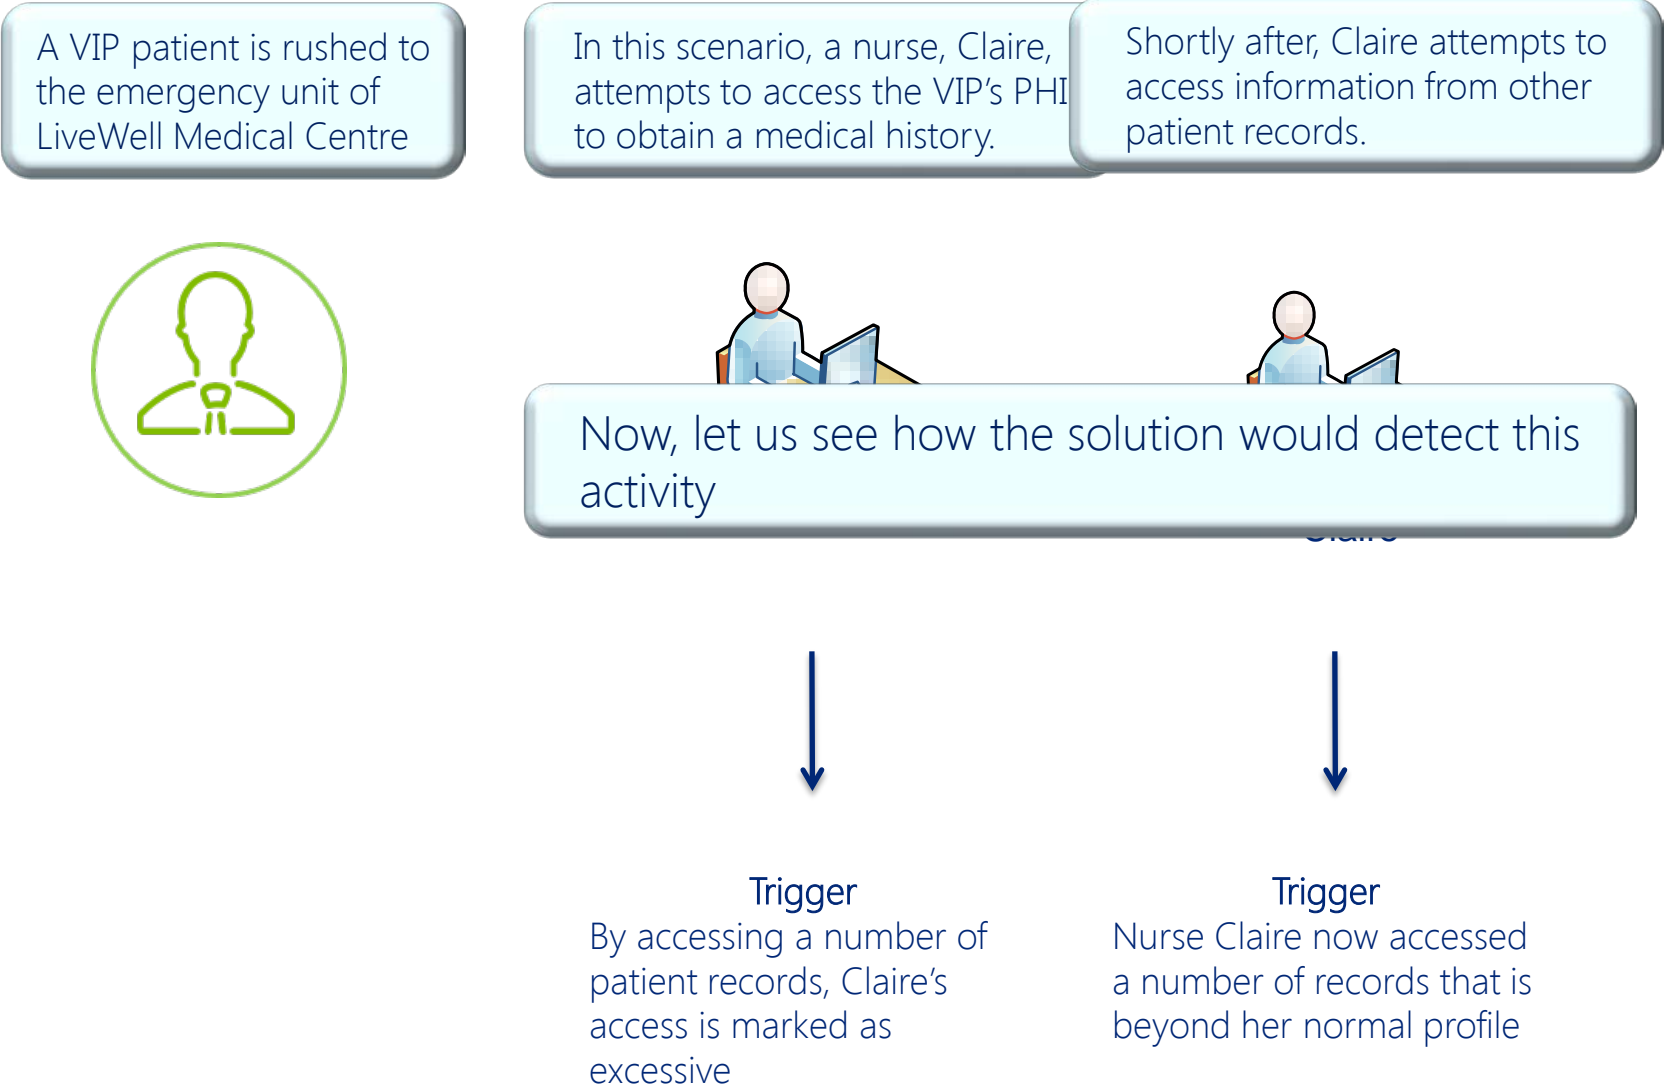 A VIP patient is rushed to
the emergency unit of
LiveWell Medical Centre
In this scenario, a nurse, Claire,
attempts to access the VIP’s PHI
to obtain a medical history.
Shortly after, Claire attempts to
access information from other
patient records.
Now, let us see how the solution would detect this
activity
Claire
Trigger
By accessing a number of
patient records, Claire’s
access is marked as
excessive
Trigger
Nurse Claire now accessed
a number of records that is
beyond her normal profile